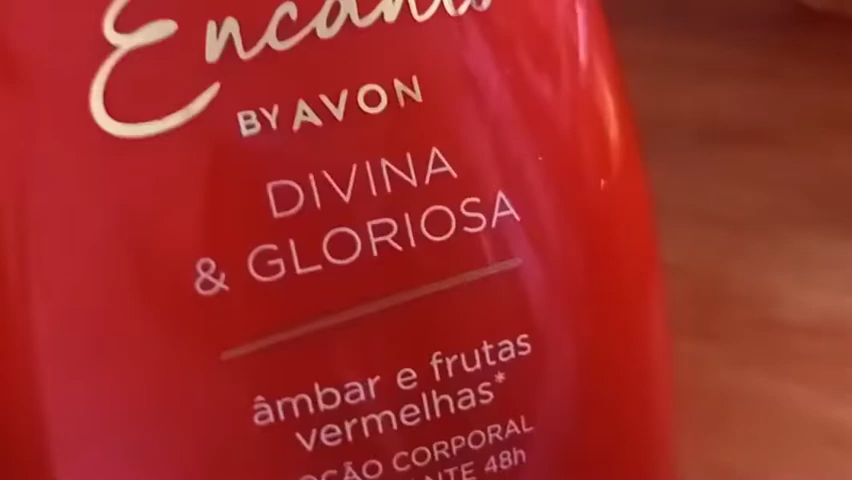 BY AVON
DIVINA
& GLORIOSA
âmbar e frutas
vermelhas*
CORPORAL
48h